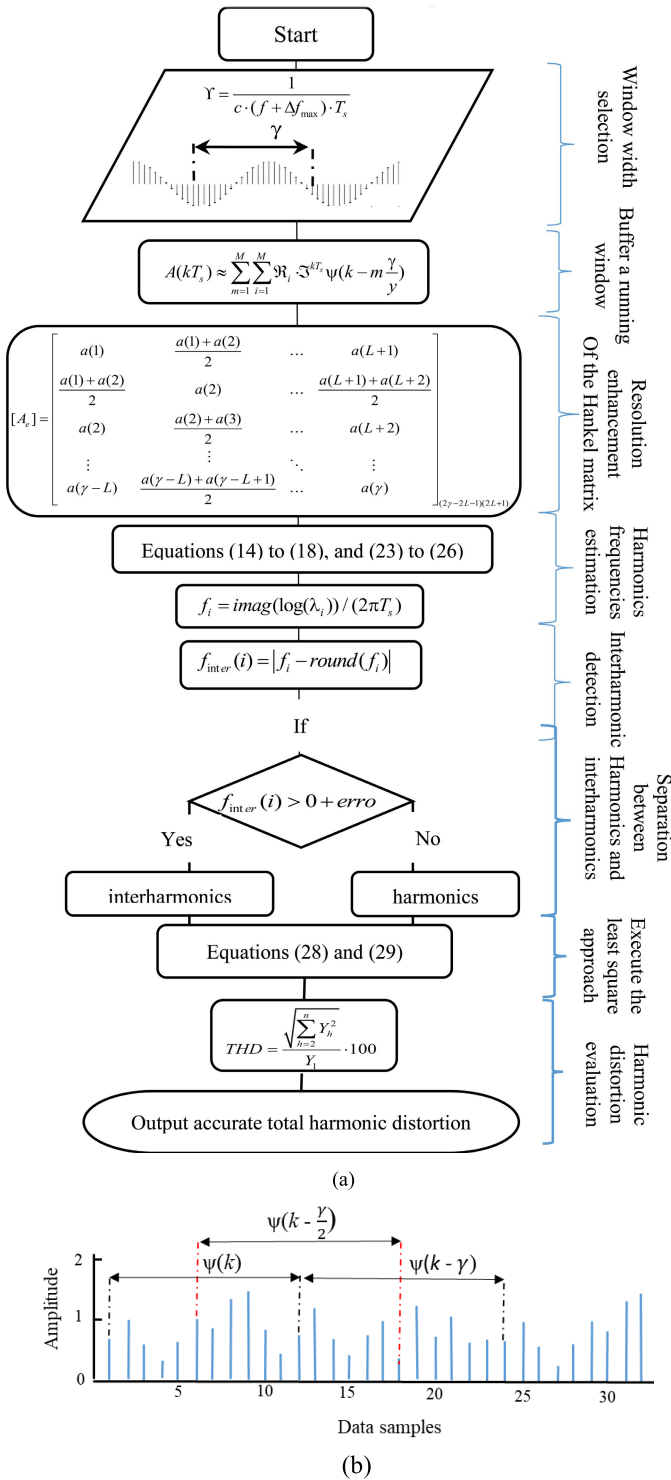 Start
ϒ = 1 / (c·(f + Δf_max)·T_s)
γ
Window width
selection
A(kT_s) ≈ ∑_{m=1}^{M} ∑_{i=1}^{M} ℜ_i·ℑ^{kT_s} ψ(k − m γ/y)
Buffer a running
window
[A_e] =
a(1) (a(1)+a(2))/2 … a(L+1)
(a(1)+a(2))/2 a(2) … (a(L+1)+a(L+2))/2
a(2) (a(2)+a(3))/2 … a(L+2)
⋮ ⋮ ⋱ ⋮
a(γ−L) (a(γ−L)+a(γ−L+1))/2 … a(γ)
(2γ−2L−1)(2L+1)
Resolution
enhancement
Of the Hankel matrix
Equations (14) to (18), and (23) to (26)
f_i = imag(log(λ_i))/(2πT_s)
Harmonics
frequencies
estimation
f_inter(i) = |f_i − round(f_i)|
Interharmonic
detection
If
f_inter(i) > 0 + erro
Yes
No
interharmonics
harmonics
Separation
between
Harmonics and
interharmonics
Equations (28) and (29)
Execute the
least square
approach
THD = √(∑_{h=2}^{n} Y_h^2) / Y_1 · 100
Output accurate total harmonic distortion
Harmonic
distortion
evaluation
(a)
ψ(k - γ/2)
ψ(k)
ψ(k - γ)
Amplitude
2
1
0
5 10 15 20 25 30
Data samples
(b)